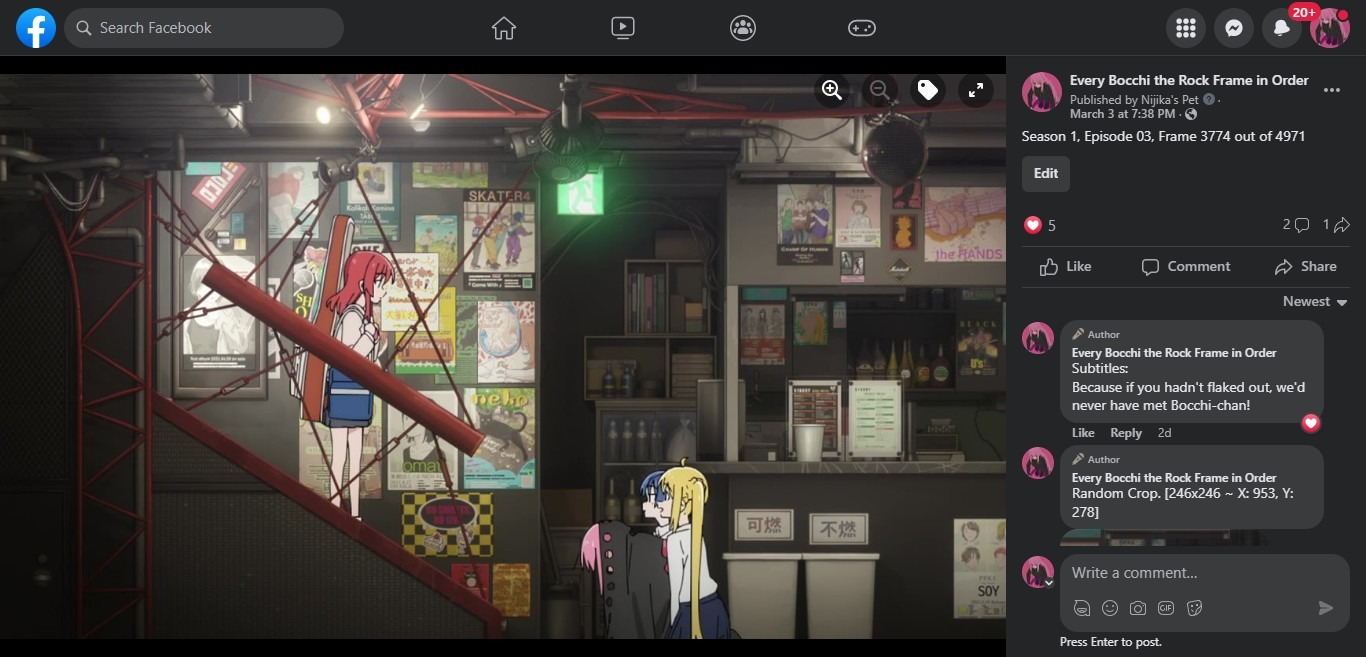 Search Facebook
20+
Every Bocchi the Rock Frame in Order
Published by Nijika's Pet
March 3 at 7:38 PM
Season 1, Episode 03, Frame 3774 out of 4971
Edit
5
2
1
Like
Comment
Share
Newest
Author
Every Bocchi the Rock Frame in Order
Subtitles:
Because if you hadn't flaked out, we'd
never have met Bocchi-chan!
Like Reply 2d
Author
Every Bocchi the Rock Frame in Order
Random Crop. [246x246 ~ X: 953, Y:
278]
Write a comment...
GIF
Press Enter to post.
SKATER4
the HANDS
BLACK
可燃
不燃
SOY